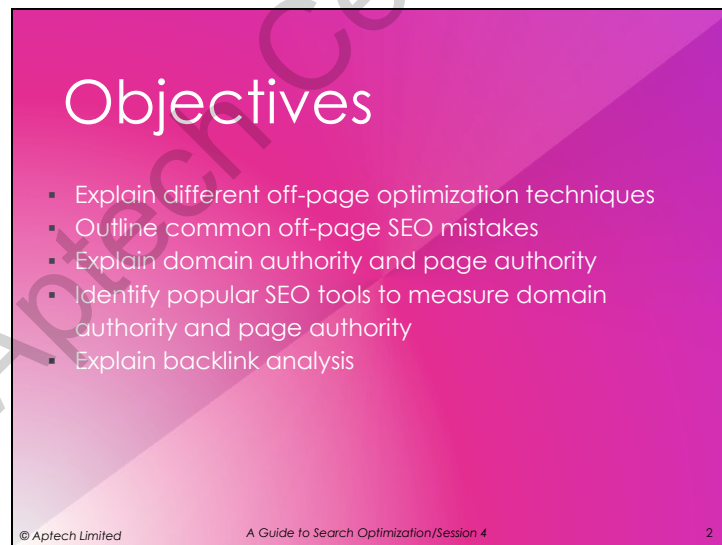 Objectives
▪ Explain different off-page optimization techniques
▪ Outline common off-page SEO mistakes
▪ Explain domain authority and page authority
▪ Identify popular SEO tools to measure domain
authority and page authority
▪ Explain backlink analysis
© Aptech Limited
A Guide to Search Optimization/Session 4
2
Aptech Ce